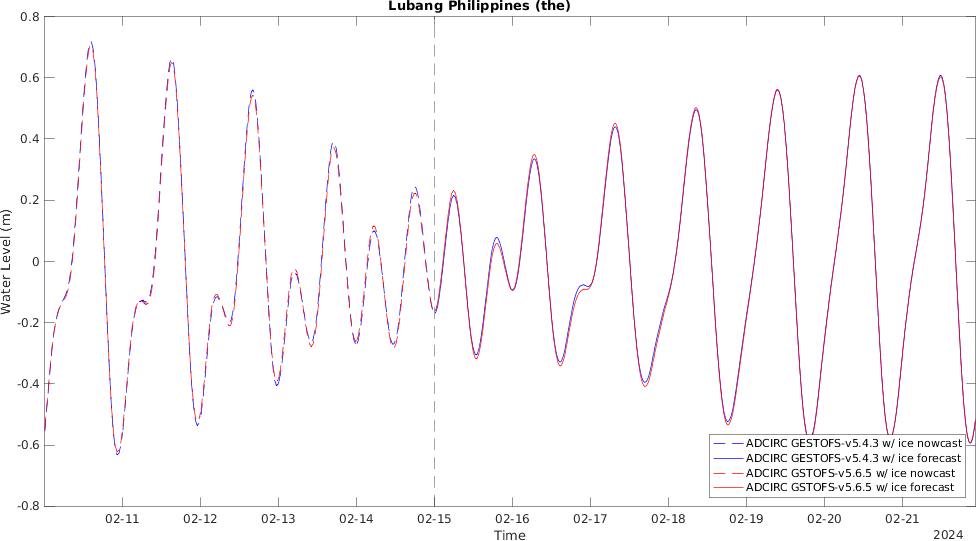 Lubang Philippines (the)
Water Level (m)
0.8
0.6
0.4
0.2
0
-0.2
-0.4
-0.6
-0.8
ADCIRC GESTOFS-v5.4.3 w/ ice nowcast
ADCIRC GESTOFS-v5.4.3 w/ ice forecast
ADCIRC GSTOFS-v5.6.5 w/ ice nowcast
ADCIRC GSTOFS-v5.6.5 w/ ice forecast
02-11 02-12 02-13 02-14 02-15 02-16 02-17 02-18 02-19 02-20 02-21
Time
2024